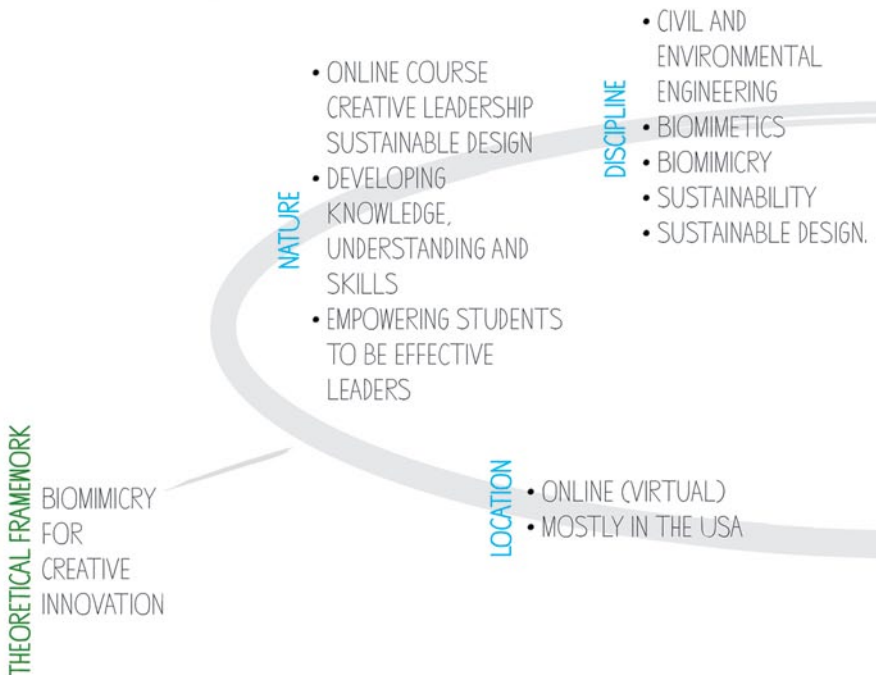 NATURE
• ONLINE COURSE
CREATIVE LEADERSHIP
SUSTAINABLE DESIGN
• DEVELOPING
KNOWLEDGE,
UNDERSTANDING AND
SKILLS
• EMPOWERING STUDENTS
TO BE EFFECTIVE
LEADERS
DISCIPLINE
• CIVIL AND
ENVIRONMENTAL
ENGINEERING
• BIOMIMETICS
• BIOMIMICRY
• SUSTAINABILITY
• SUSTAINABLE DESIGN.
THEORETICAL FRAMEWORK
BIOMIMICRY
FOR
CREATIVE
INNOVATION
LOCATION
• ONLINE (VIRTUAL)
• MOSTLY IN THE USA